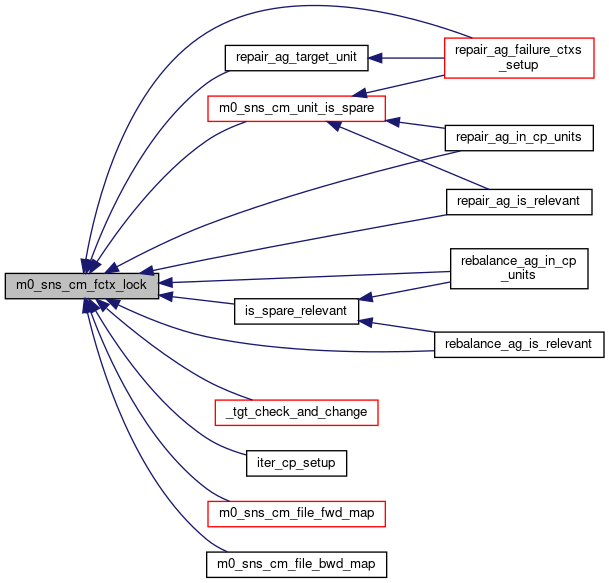 repair_ag_failure_ctxs
_setup
repair_ag_target_unit
m0_sns_cm_unit_is_spare
repair_ag_in_cp_units
repair_ag_is_relevant
m0_sns_cm_fctx_lock
rebalance_ag_in_cp
_units
is_spare_relevant
rebalance_ag_is_relevant
_tgt_check_and_change
iter_cp_setup
m0_sns_cm_file_fwd_map
m0_sns_cm_file_bwd_map